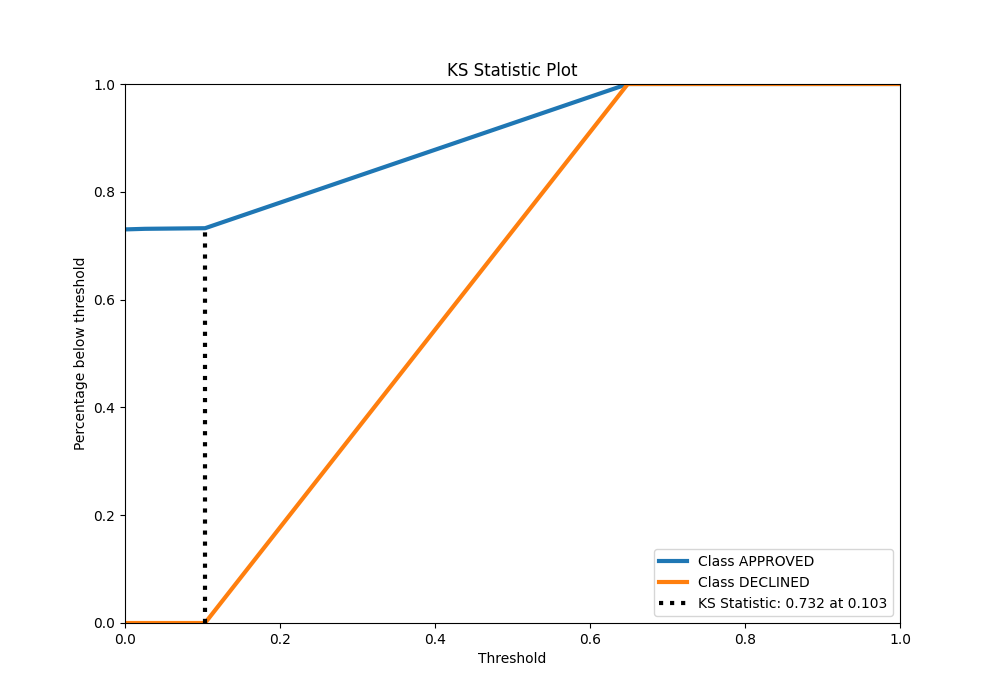 KS Statistic Plot
1.0
0.8
0.6
0.4
0.2
0.0
Percentage below threshold
0.0 0.2 0.4 0.6 0.8 1.0
Threshold
Class APPROVED
Class DECLINED
KS Statistic: 0.732 at 0.103